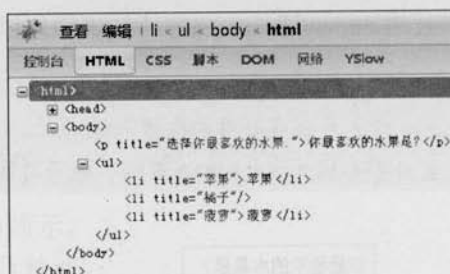 查看 编辑 | li < ul < body < html
控制台 HTML CSS 脚本 DOM 网络 YSlow
<html>
<head>
<body>
<p title="选择你最喜欢的水果.">你最喜欢的水果是?</p>
<ul>
<li title="苹果">苹果</li>
<li title="橘子"/>
<li title="菠萝">菠萝</li>
</ul>
</body>
</html>